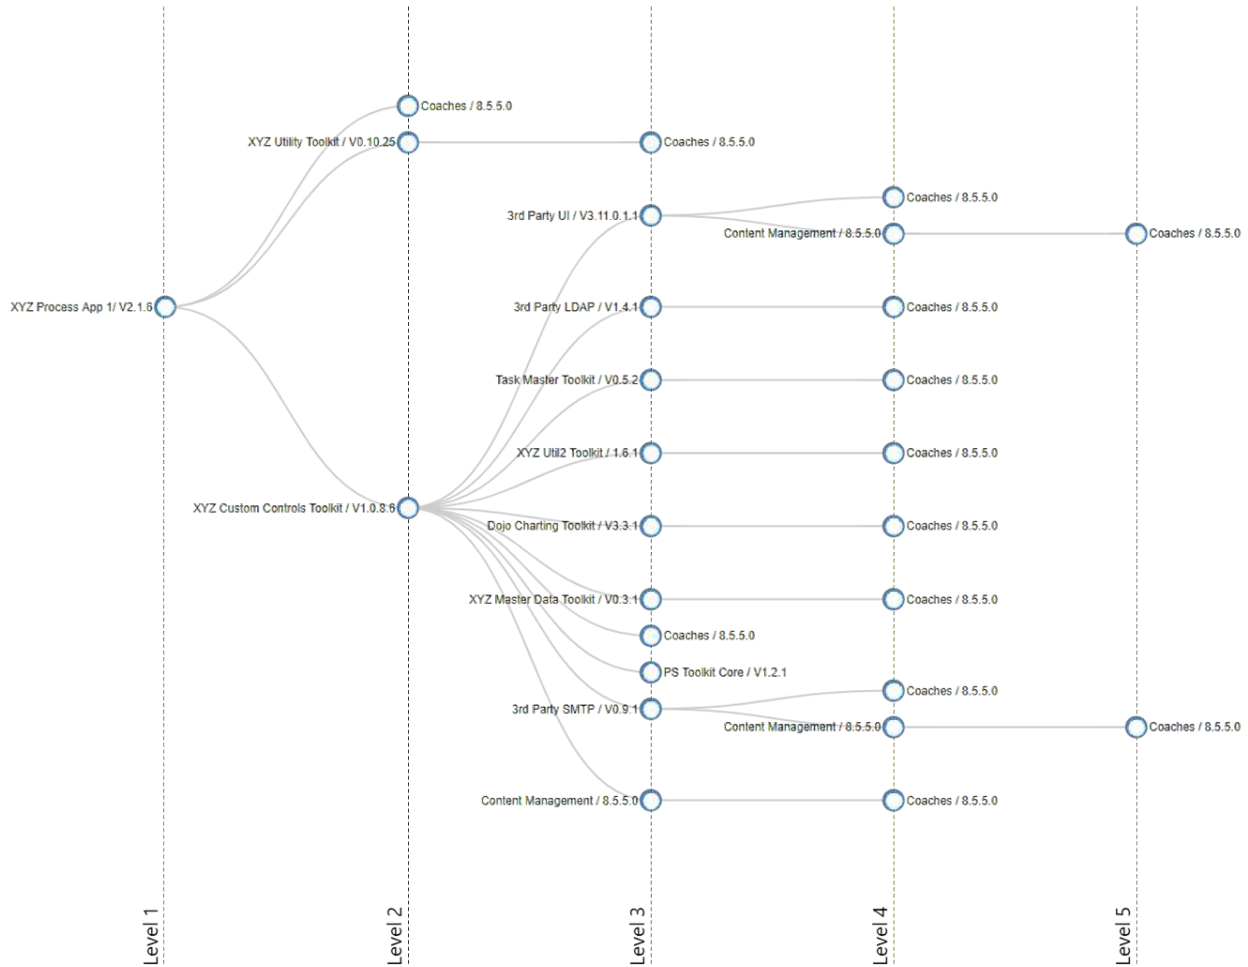 Coaches / 8.5.5.0
XYZ Utility Toolkit / V0.10.25
Coaches / 8.5.5.0
Coaches / 8.5.5.0
3rd Party UI / V3.11.0.1.1
Content Management / 8.5.5.0
Coaches / 8.5.5.0
XYZ Process App 1/ V2.1.6
3rd Party LDAP / V1.4.1
Coaches / 8.5.5.0
Task Master Toolkit / V0.5.2
Coaches / 8.5.5.0
XYZ Util2 Toolkit / 1.6.1
Coaches / 8.5.5.0
XYZ Custom Controls Toolkit / V1.0.8.6
Dojo Charting Toolkit / V3.3.1
Coaches / 8.5.5.0
XYZ Master Data Toolkit / V0.3.1
Coaches / 8.5.5.0
Coaches / 8.5.5.0
PS Toolkit Core / V1.2.1
Coaches / 8.5.5.0
3rd Party SMTP / V0.9.1
Content Management / 8.5.5.0
Coaches / 8.5.5.0
Content Management / 8.5.5.0
Coaches / 8.5.5.0
Level 1
Level 2
Level 3
Level 4
Level 5